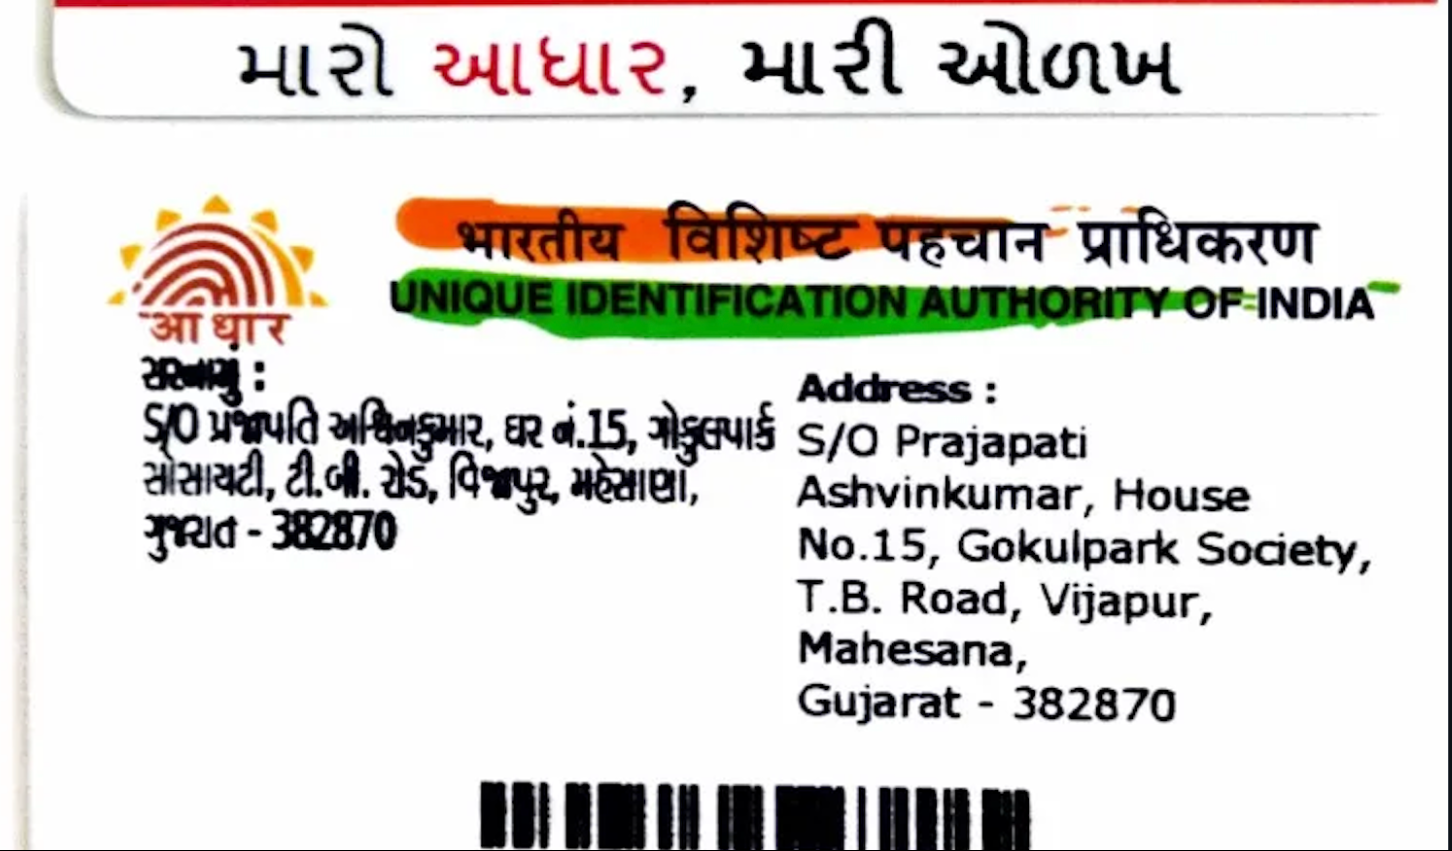 મારો આધાર, મારી ઓળખ
भारतीय विशिष्ट पहचान प्राधिकरण
UNIQUE IDENTIFICATION AUTHORITY OF INDIA
आधार
સરનામું :
S/O પ્રજાપતિ અશ્વિનકુમાર, ઘર નં.15, ગોકુલપાર્ક
સોસાયટી, ટી.બી. રોડ, વિજાપુર, મહેસાણા,
ગુજરાત - 382870
Address :
S/O Prajapati
Ashvinkumar, House
No.15, Gokulpark Society,
T.B. Road, Vijapur,
Mahesana,
Gujarat - 382870